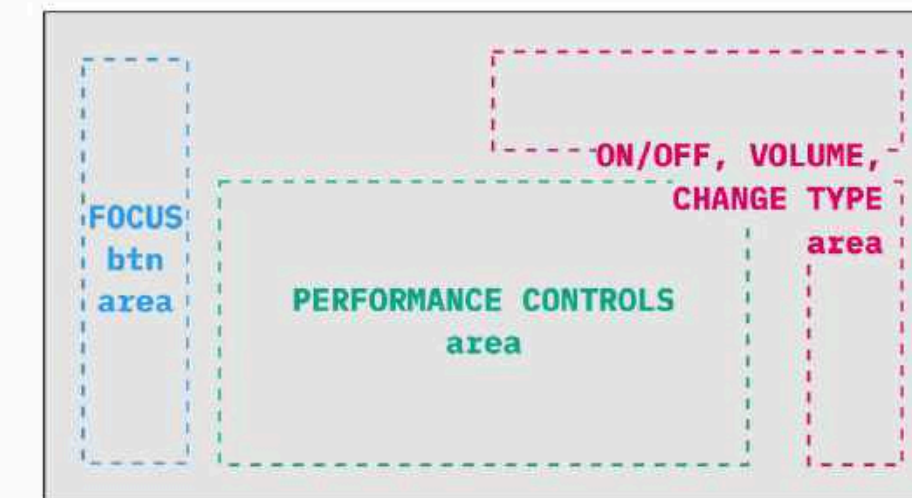 FOCUS
btn
area
PERFORMANCE CONTROLS
area
ON/OFF, VOLUME,
CHANGE TYPE
area